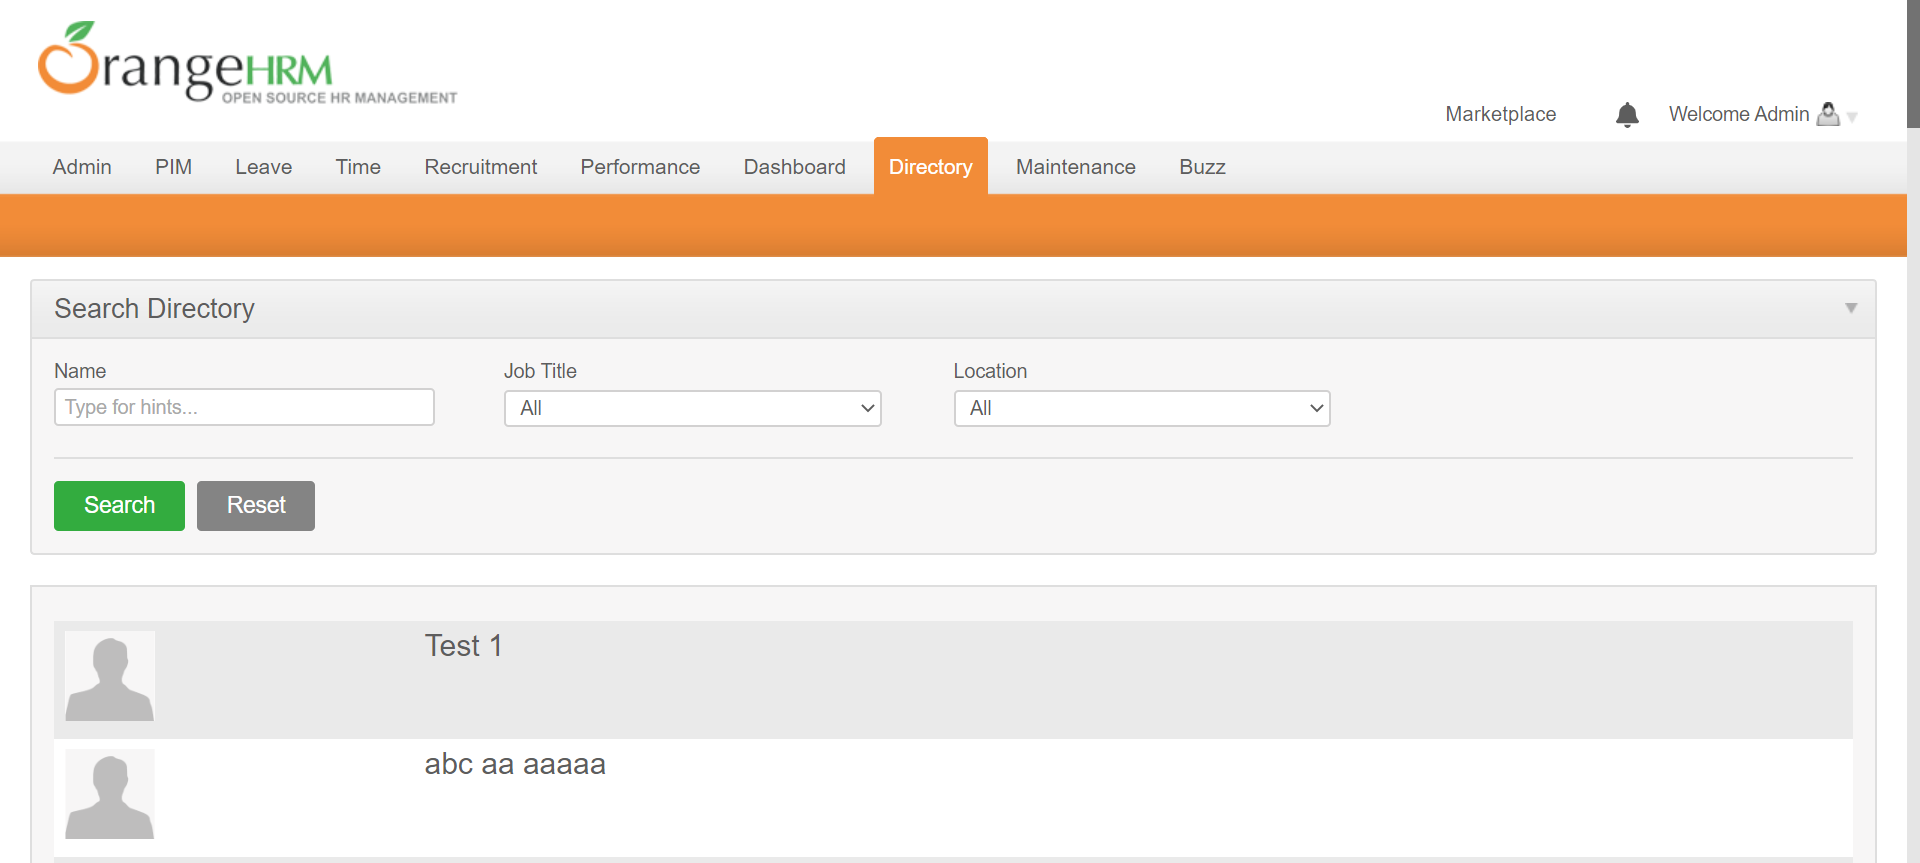 OrangeHRM
OPEN SOURCE HR MANAGEMENT
Marketplace Welcome Admin
Admin PIM Leave Time Recruitment Performance Dashboard Directory Maintenance Buzz
Search Directory
Name Job Title Location
Type for hints... All All
Search Reset
Test 1
abc aa aaaaa